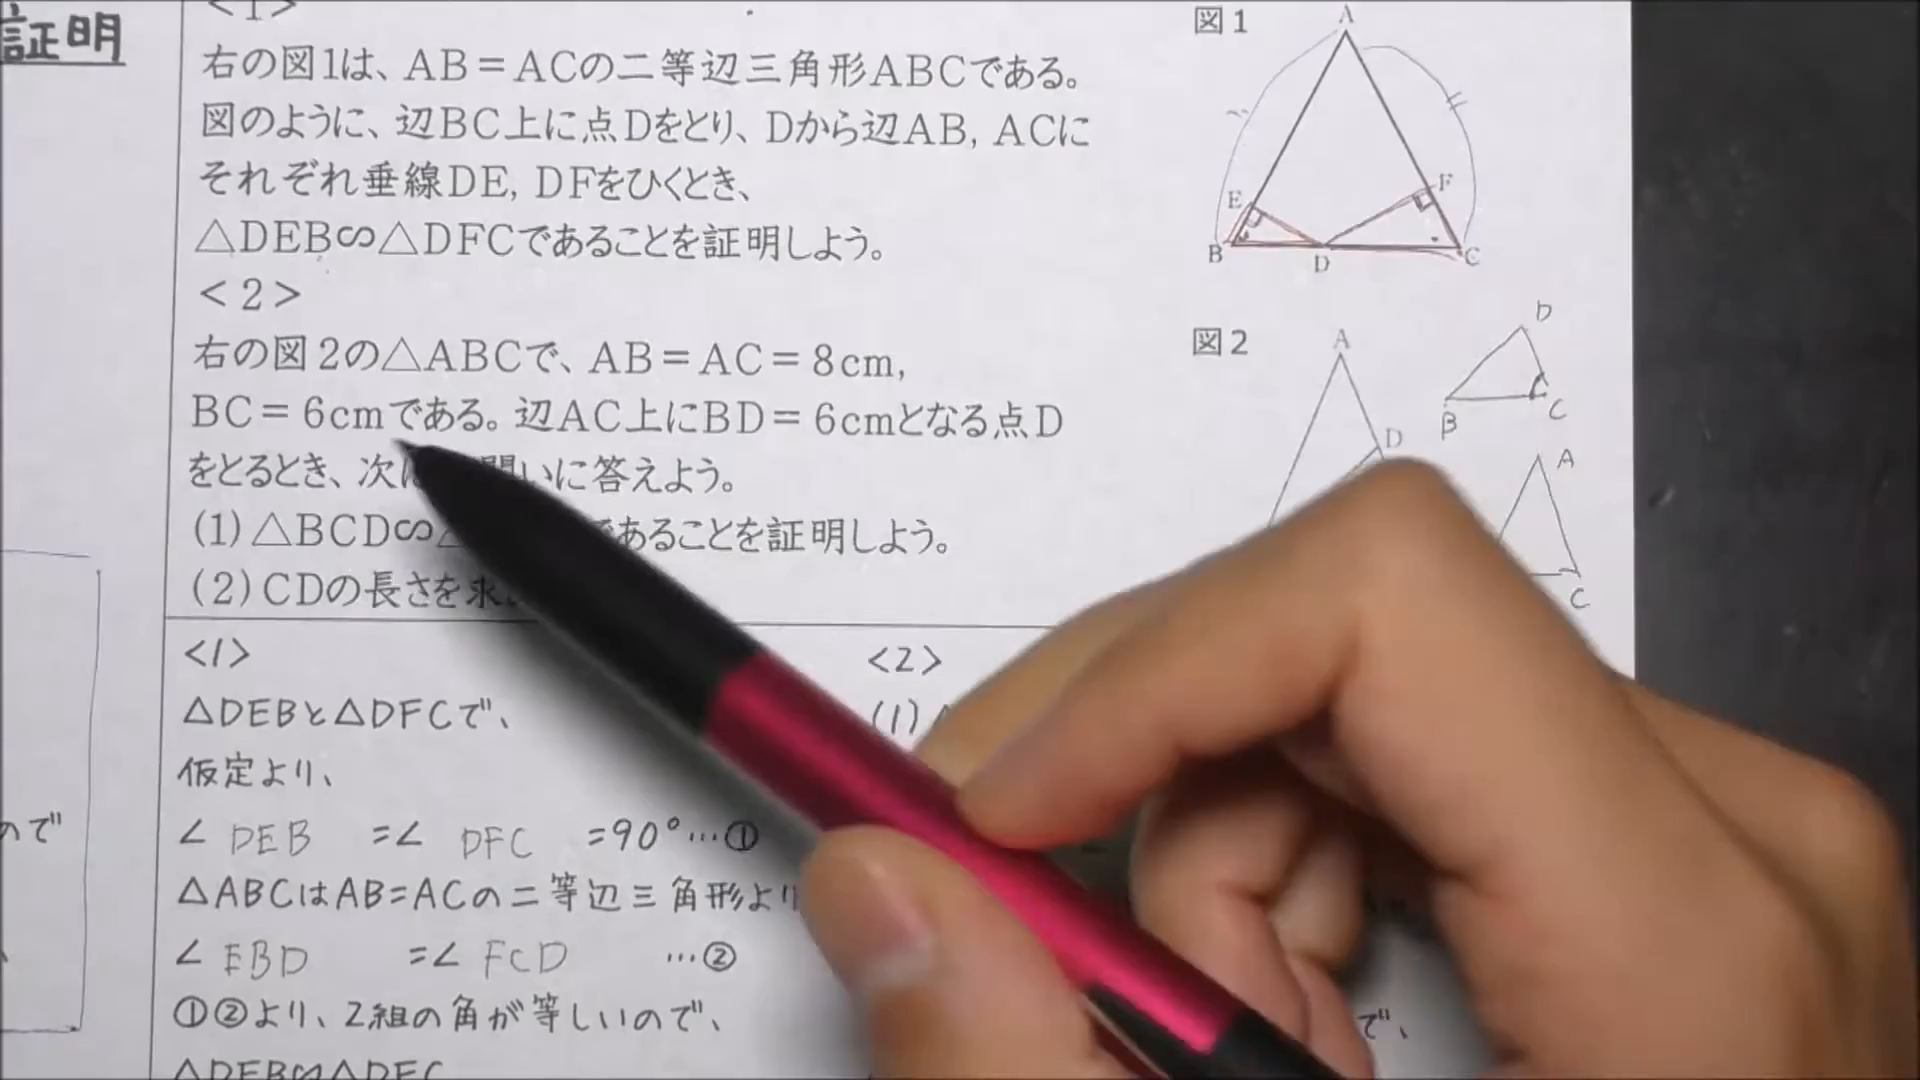 証明
<1>
右の図1は、AB=ACの二等辺三角形ABCである。
図のように、辺BC上に点Dをとり、Dから辺AB, ACに
それぞれ垂線DE, DFをひくとき、
△DEB∽△DFCであることを証明しよう。
<2>
右の図2の△ABCで、AB=AC=8cm,
BC=6cmである。辺AC上にBD=6cmとなる点D
をとるとき、次 いに答えよう。
(1)△BCD∽△ であることを証明しよう。
(2)CDの長さを求
図1
A
E
F
B
D
C
図2
A
D
D
B
C
A
C
<1>
△DEBと△DFCで、
仮定より、
∠DEB =∠DFC =90°…①
△ABCはAB=ACの二等辺三角形より
∠EBD =∠FCD …②
①②より、2組の角が等しいので、
△DEB∽△DFC
<2>
(1)
で、
ので